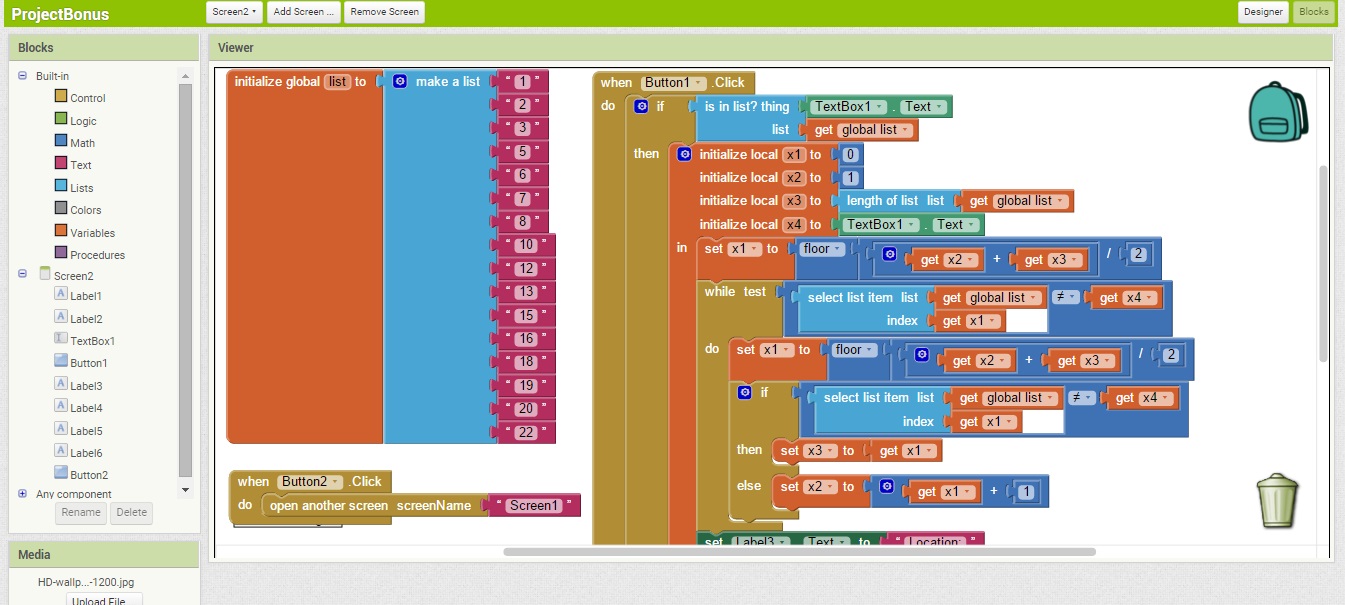 ProjectBonus
Screen2
Add Screen ...
Remove Screen
Designer
Blocks
Blocks
Built-in
Control
Logic
Math
Text
Lists
Colors
Variables
Procedures
Screen2
Label1
Label2
TextBox1
Button1
Label3
Label4
Label5
Label6
Button2
Any component
Rename
Delete
Media
HD-wallp...-1200.jpg
Upload File
Viewer
initialize global list to make a list " 1 "
" 2 "
" 3 "
" 5 "
" 6 "
" 7 "
" 8 "
" 10 "
" 12 "
" 13 "
" 15 "
" 16 "
" 18 "
" 19 "
" 20 "
" 22 "
when Button2 .Click
do open another screen screenName " Screen1 "
when Button1 .Click
do if is in list? thing TextBox1 . Text
list get global list
then initialize local x1 to 0
initialize local x2 to 1
initialize local x3 to length of list list get global list
initialize local x4 to TextBox1 . Text
in set x1 to floor get x2 + get x3 / 2
while test select list item list get global list ≠ get x4
index get x1
do set x1 to floor get x2 + get x3 / 2
if select list item list get global list ≠ get x4
index get x1
then set x3 to get x1
else set x2 to get x1 + 1
set Label3 . Text to " Location: "